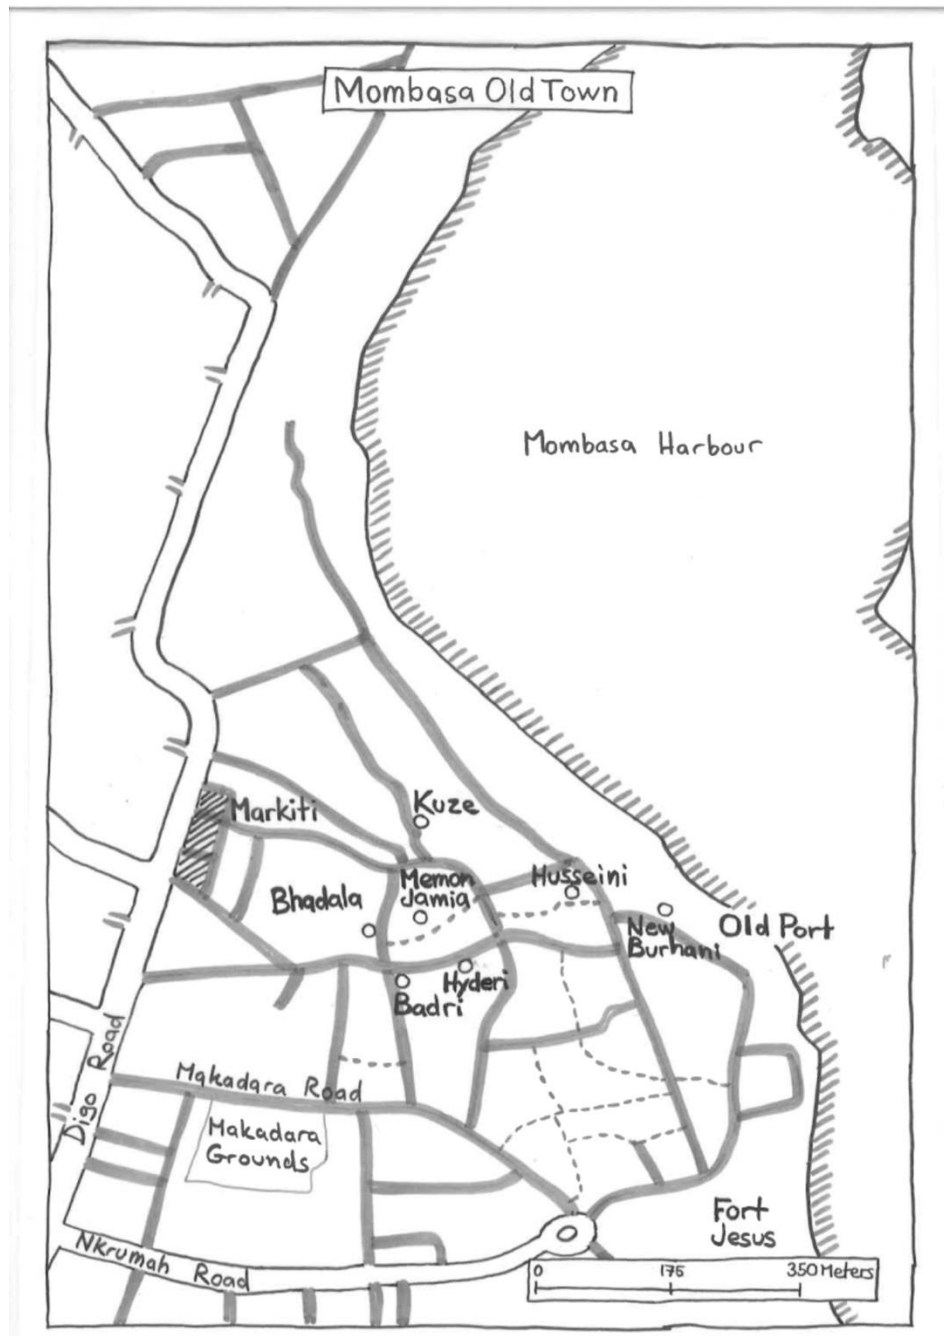 Mombasa Old Town
Mombasa Harbour
Kuze
Markiti
Memon
Jamia
Husseini
Bhadala
New
Burhani
Old Port
Hyderi
Badri
Digo Road
Makadara Road
Makadara
Grounds
Fort
Jesus
Nkrumah Road
0 175 350 Meters